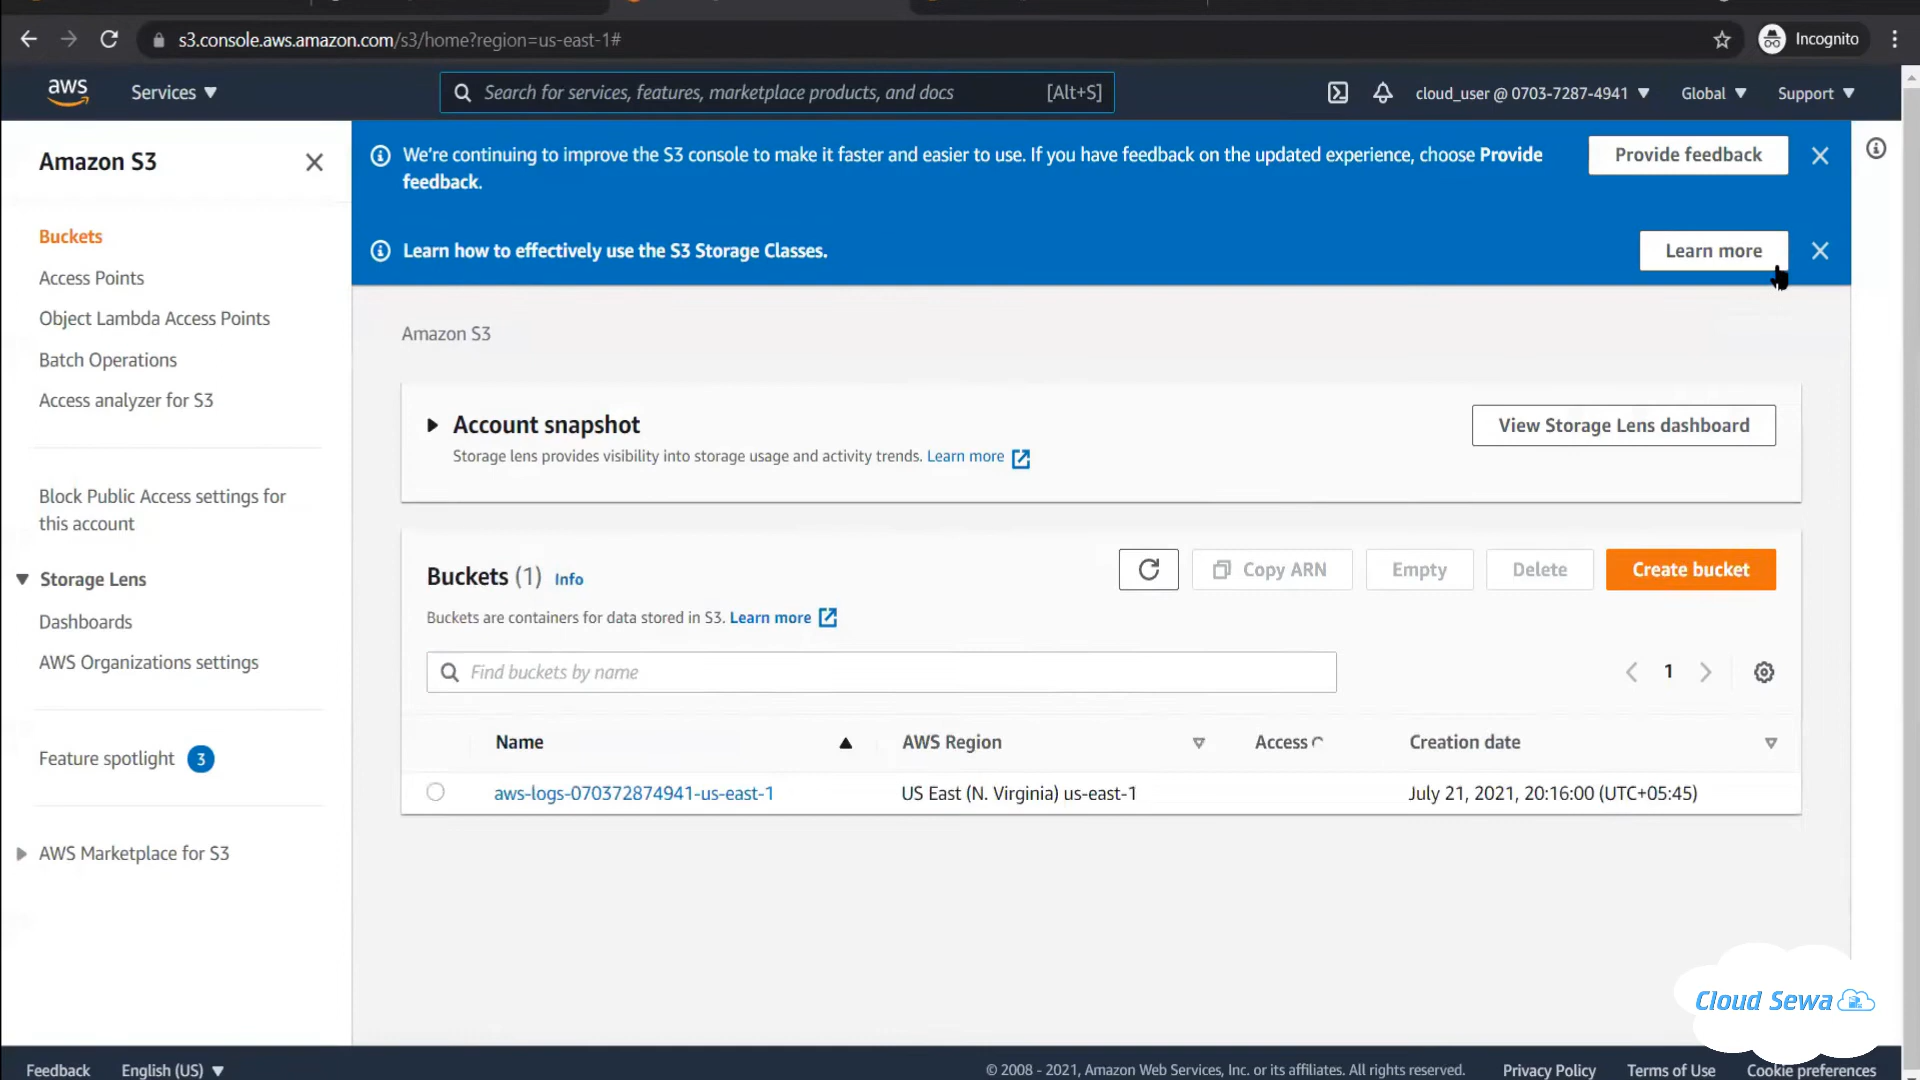 s3.console.aws.amazon.com/s3/home?region=us-east-1#
Incognito
aws
Services
Search for services, features, marketplace products, and docs
[Alt+S]
cloud_user @ 0703-7287-4941
Global
Support
Amazon S3
Buckets
Access Points
Object Lambda Access Points
Batch Operations
Access analyzer for S3
Block Public Access settings for
this account
Storage Lens
Dashboards
AWS Organizations settings
Feature spotlight 3
AWS Marketplace for S3
We're continuing to improve the S3 console to make it faster and easier to use. If you have feedback on the updated experience, choose Provide
feedback.
Provide feedback
Learn how to effectively use the S3 Storage Classes.
Learn more
Amazon S3
Account snapshot
Storage lens provides visibility into storage usage and activity trends. Learn more
View Storage Lens dashboard
Buckets (1) Info
Copy ARN
Empty
Delete
Create bucket
Buckets are containers for data stored in S3. Learn more
Find buckets by name
1
Name
AWS Region
Access
Creation date
aws-logs-070372874941-us-east-1
US East (N. Virginia) us-east-1
July 21, 2021, 20:16:00 (UTC+05:45)
Cloud Sewa
Feedback
English (US)
© 2008 - 2021, Amazon Web Services, Inc. or its affiliates. All rights reserved.
Privacy Policy
Terms of Use
Cookie preferences